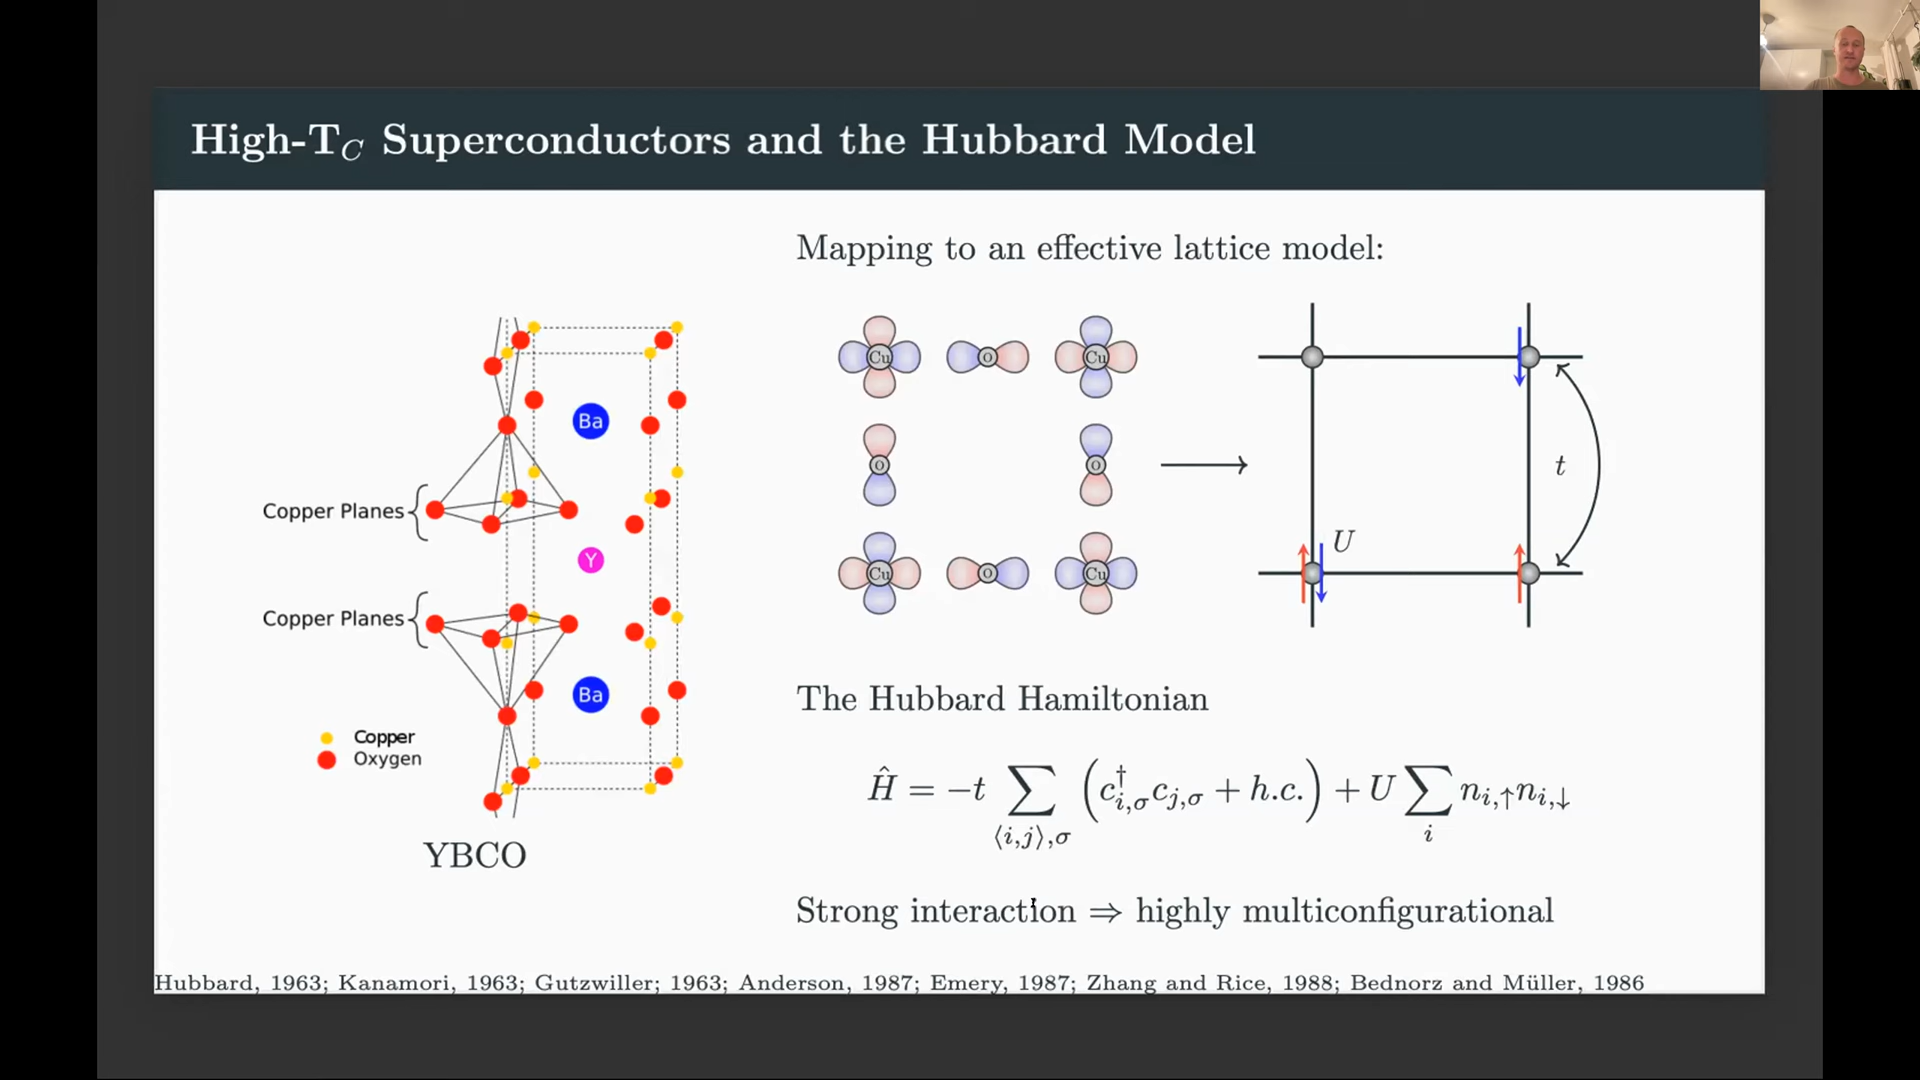 High-T_C Superconductors and the Hubbard Model
Mapping to an effective lattice model:
Cu O Cu
Ba
O O
t
Copper Planes
U
Y
Cu O Cu
Copper Planes
Ba
The Hubbard Hamiltonian
Copper
Oxygen
Ĥ = −t ∑_{⟨i,j⟩,σ} (c†_{i,σ}c_{j,σ} + h.c.) + U ∑_i n_{i,↑}n_{i,↓}
YBCO
Strong interaction ⇒ highly multiconfigurational
Hubbard, 1963; Kanamori, 1963; Gutzwiller; 1963; Anderson, 1987; Emery, 1987; Zhang and Rice, 1988; Bednorz and Müller, 1986